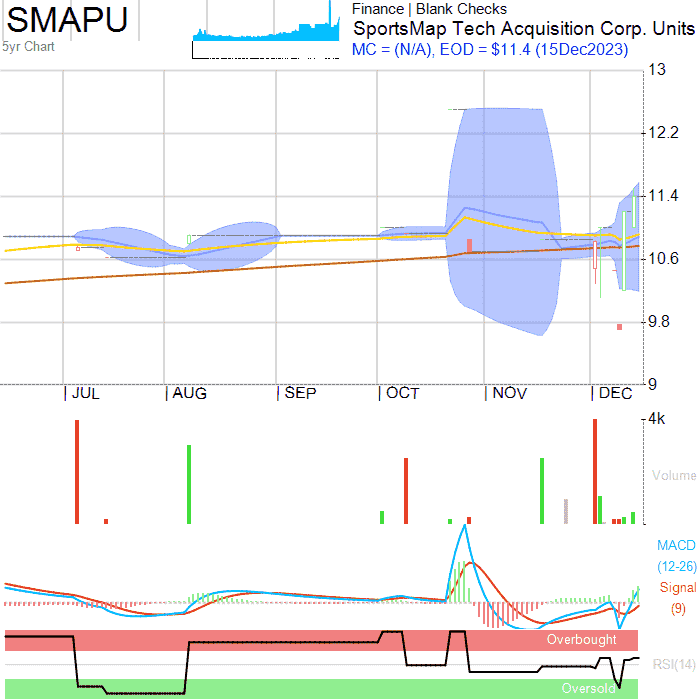 SMAPU
5yr Chart
Finance | Blank Checks
SportsMap Tech Acquisition Corp. Units
MC = (N/A), EOD = $11.4 (15Dec2023)
13
12.2
11.4
10.6
9.8
9
JUL AUG SEP OCT NOV DEC
4k
Volume
MACD
(12-26)
Signal
(9)
Overbought
RSI(14)
Oversold